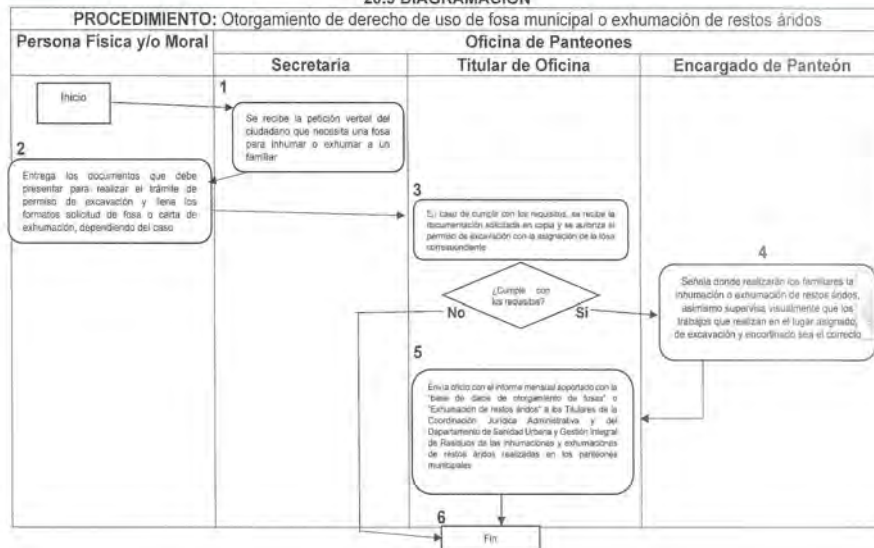 20.5 DIAGRAMACIÓN
PROCEDIMIENTO: Otorgamiento de derecho de uso de fosa municipal o exhumación de restos áridos
Persona Física y/o Moral
Oficina de Panteones
Secretaria
Titular de Oficina
Encargado de Panteón
Inicio
1
Se recibe la petición verbal del
ciudadano que necesita una fosa
para inhumar o exhumar a un
familiar
2
Entrega los documentos que debe
presentar para realizar el trámite de
permiso de excavación y llena los
formatos solicitud de fosa o carta de
exhumación, dependiendo del caso
3
En caso de cumplir con los requisitos, se recibe la
documentación solicitada en copia y se autoriza el
permiso de excavación con la asignación de la fosa
correspondiente
¿Cumple con
los requisitos?
No
Si
4
Señala donde realizarán los familiares la
inhumación o exhumación de restos áridos,
asimismo supervisa visualmente que los
trabajos que realizan en el lugar asignado,
de excavación y encortinado sea el correcto
5
Envía oficio con el informe mensual soportado con la
"base de datos de otorgamiento de fosas" o
"Exhumación de restos áridos" a los Titulares de la
Coordinación Jurídica Administrativa y del
Departamento de Sanidad Urbana y Gestión Integral
de Residuos de las inhumaciones y exhumaciones
de restos áridos realizadas en los panteones
municipales
6
Fin